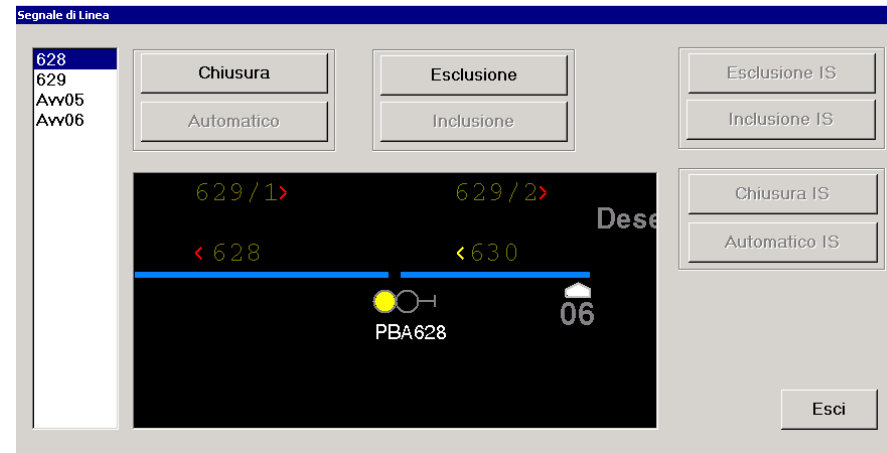 Segnale di Linea
628
629
Avv05
Avv06
Chiusura
Automatico
Esclusione
Inclusione
Esclusione IS
Inclusione IS
Chiusura IS
Automatico IS
629/1>
629/2>
Dese
<628
<630
PBA628
06
Esci